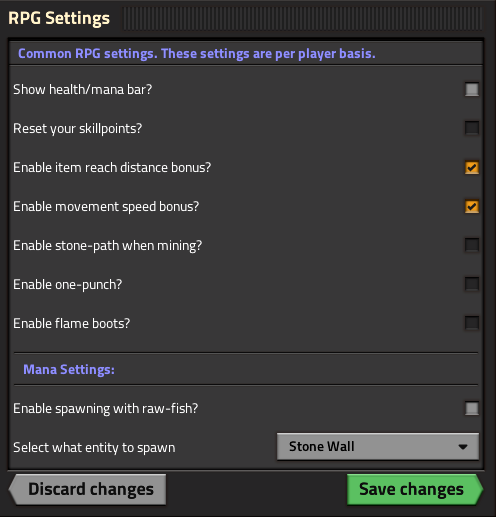 RPG Settings
Common RPG settings. These settings are per player basis.
Show health/mana bar?
Reset your skillpoints?
Enable item reach distance bonus?
Enable movement speed bonus?
Enable stone-path when mining?
Enable one-punch?
Enable flame boots?
Mana Settings:
Enable spawning with raw-fish?
Select what entity to spawn Stone Wall
Discard changes Save changes